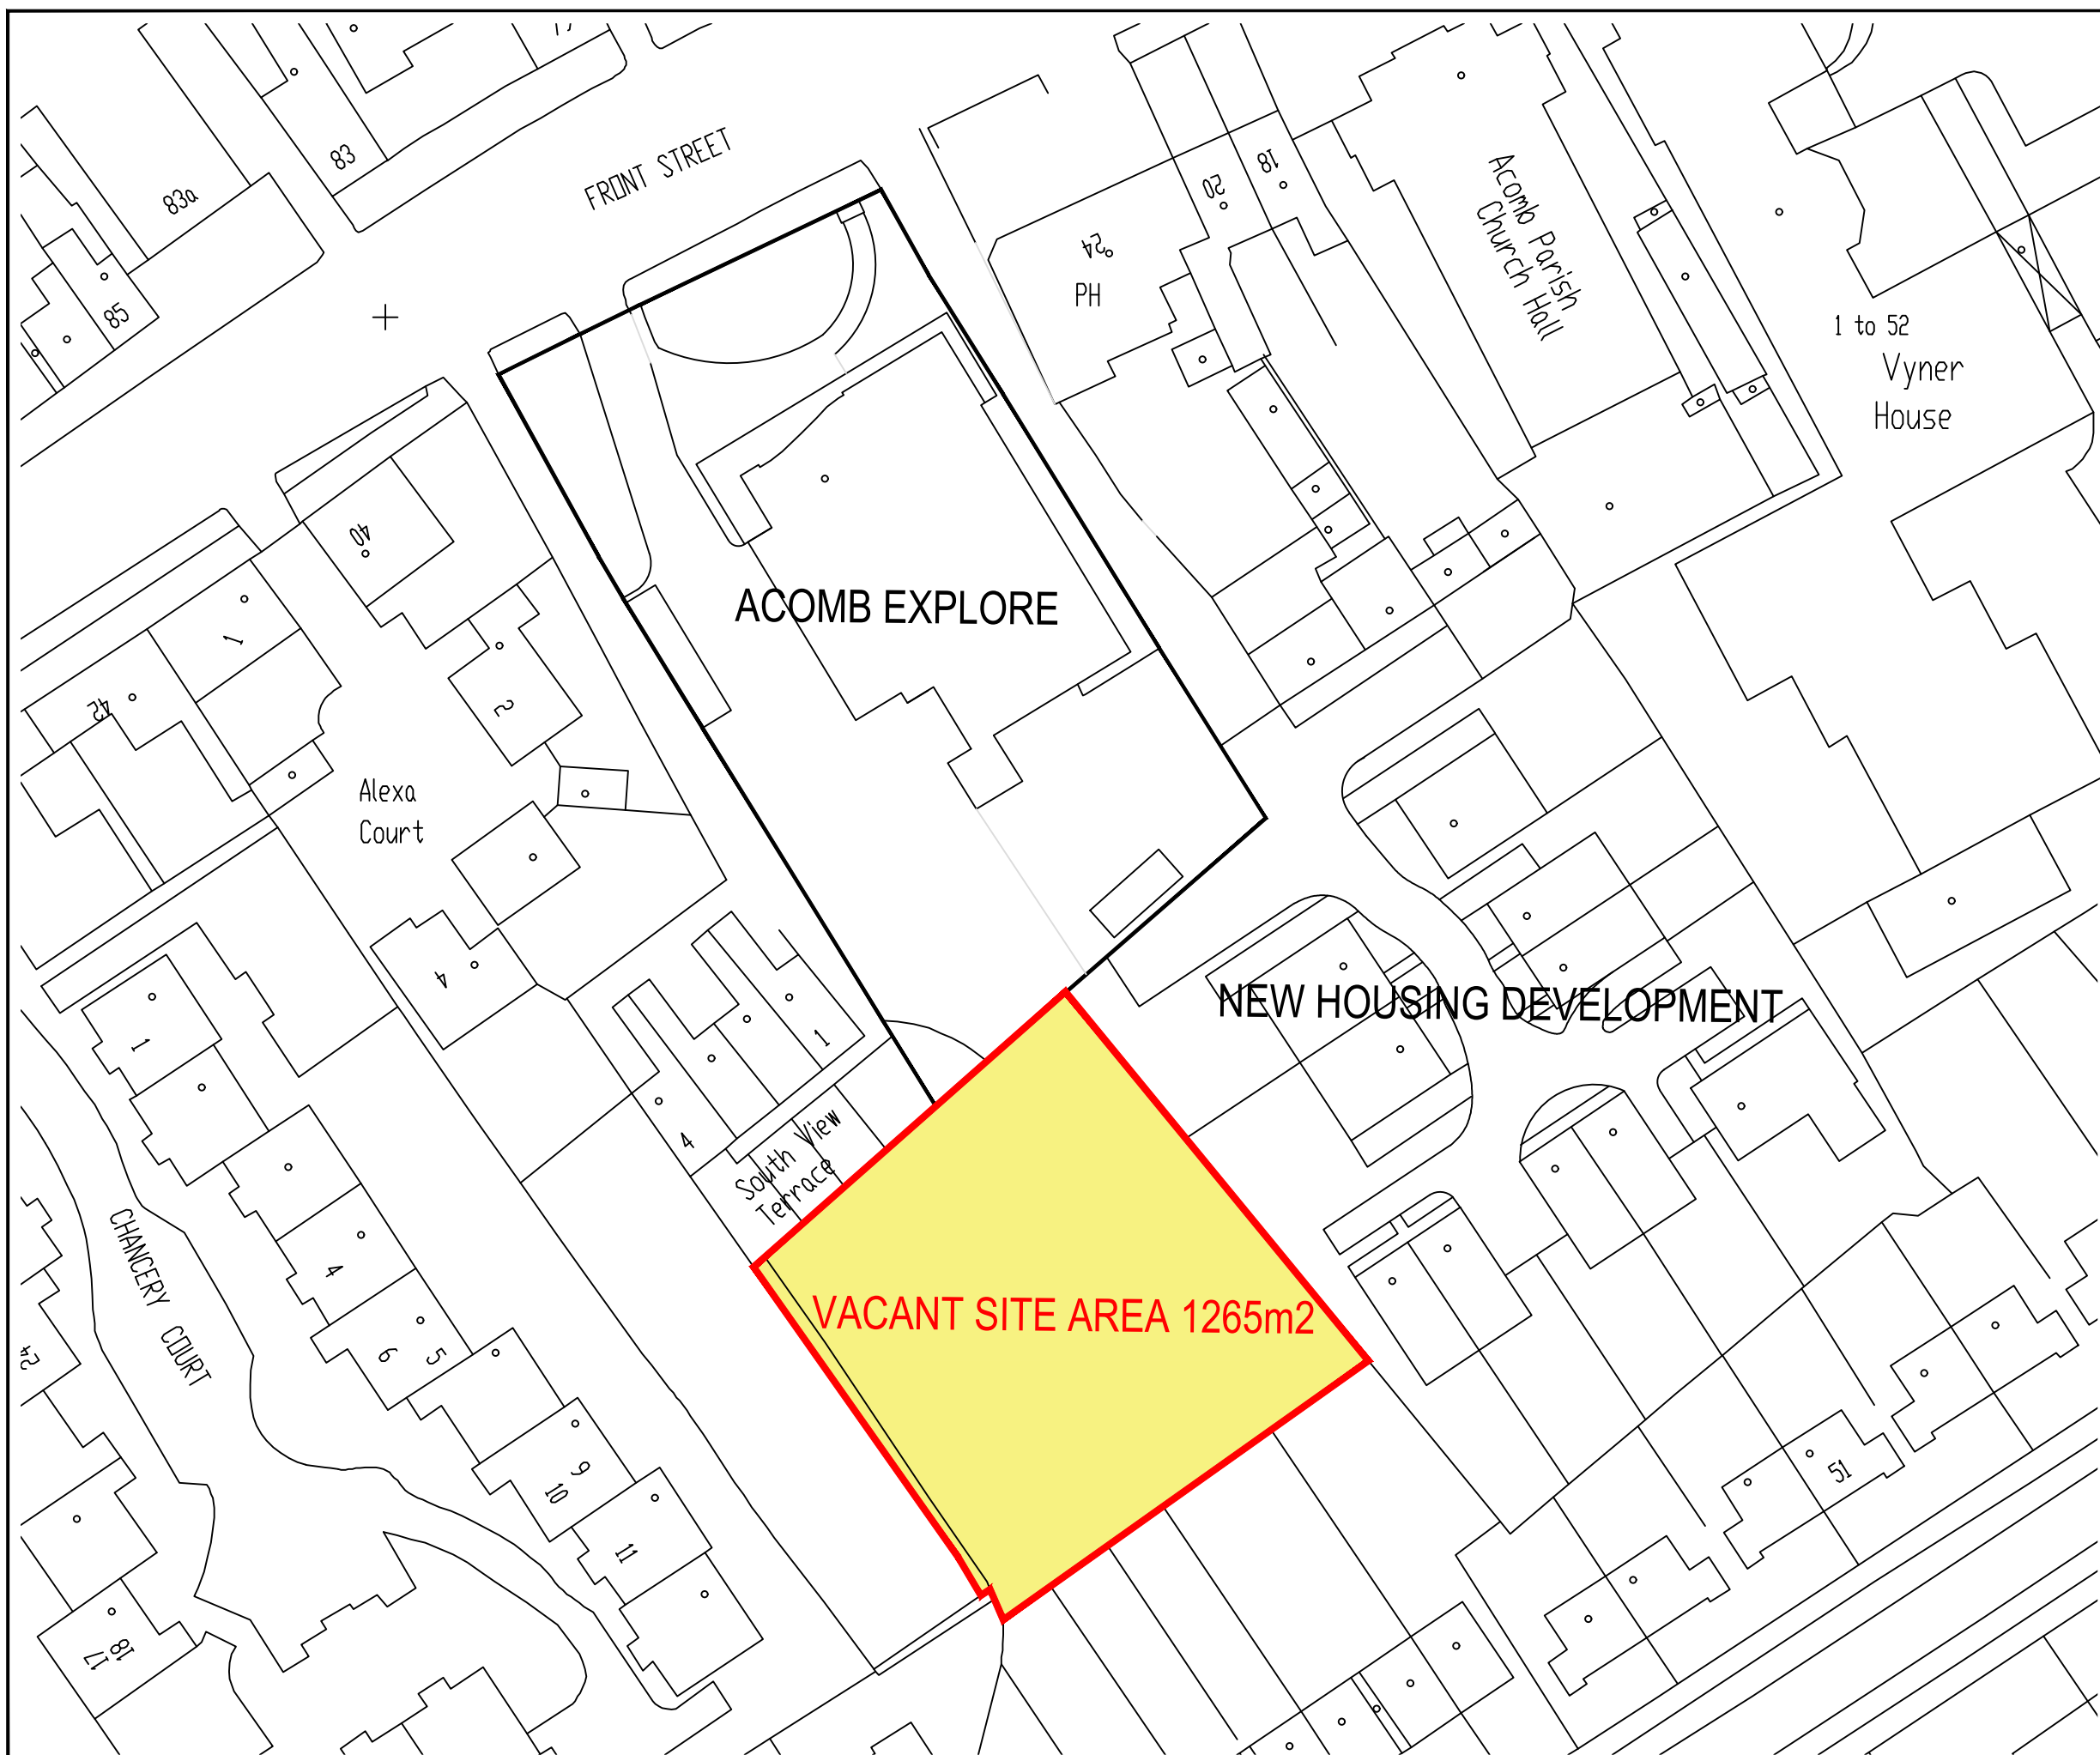 83
83a
85
FRONT STREET
18
20
24
PH
Acomb Parish
Church Hall
1 to 52
Vyner
House
40
1
2
42
ACOMB EXPLORE
Alexa
Court
4
1
4
South View
Terrace
NEW HOUSING DEVELOPMENT
1
4
5
6
CHANCERY COURT
VACANT SITE AREA 1265m2
9
10
11
51
18
17